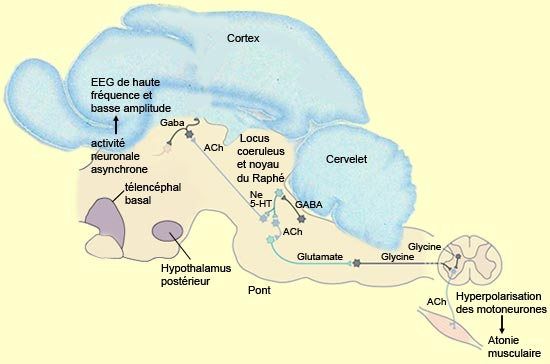 Cortex
EEG de haute
fréquence et
basse amplitude
Gaba
activité
neuronale
asynchrone
ACh
Locus
coeruleus
et noyau
du Raphé
Cervelet
télencéphal
basal
Ne
5-HT
GABA
ACh
Hypothalamus
postérieur
Glutamate
Glycine
Glycine
Pont
ACh
Hyperpolarisation
des motoneurones
Atonie
musculaire